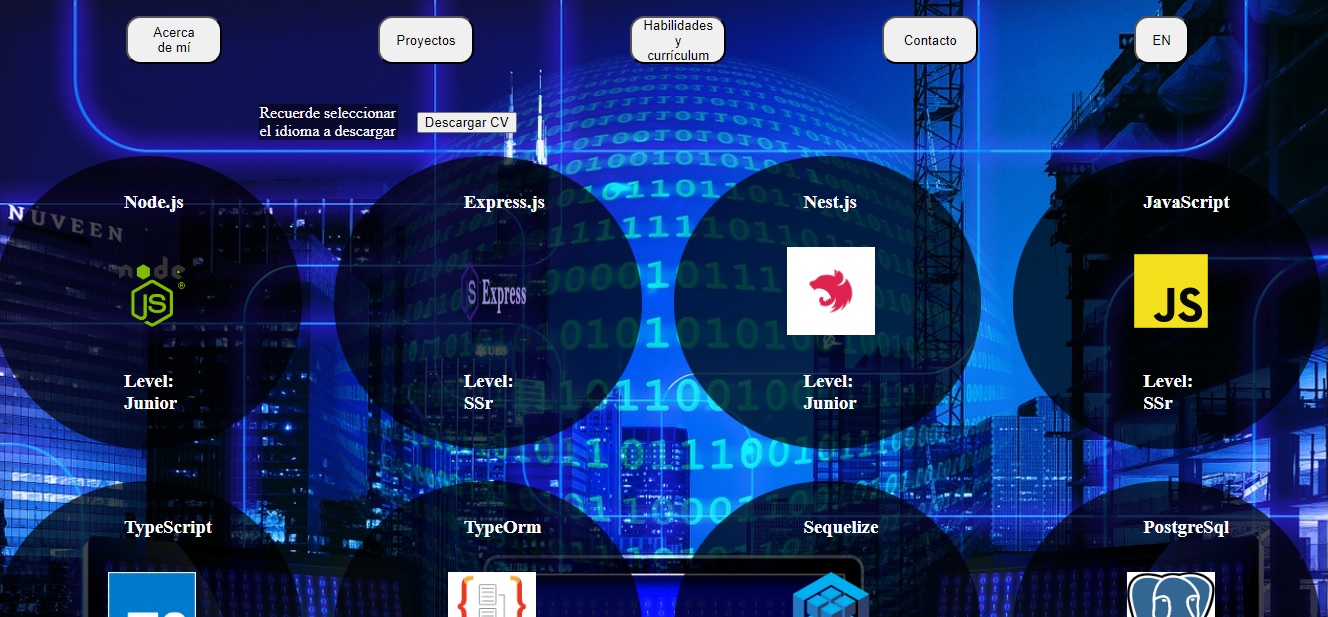 Acerca
de mí
Proyectos
Habilidades
y
currículum
Contacto
EN
Recuerde seleccionar
el idioma a descargar
Descargar CV
Node.js
Express.js
Nest.js
JavaScript
NUVEEN
node
JS
®
Express
JS
UBS
Level:
Junior
Level:
SSr
Level:
Junior
Level:
SSr
TypeScript
TypeOrm
Sequelize
PostgreSql